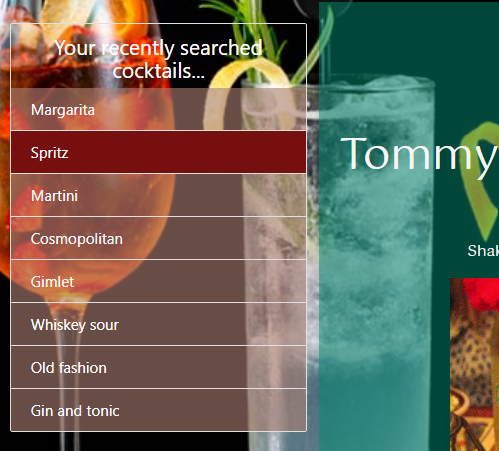 Your recently searched
cocktails...
Margarita
Spritz
Martini
Cosmopolitan
Gimlet
Whiskey sour
Old fashion
Gin and tonic
Tommy
Shak